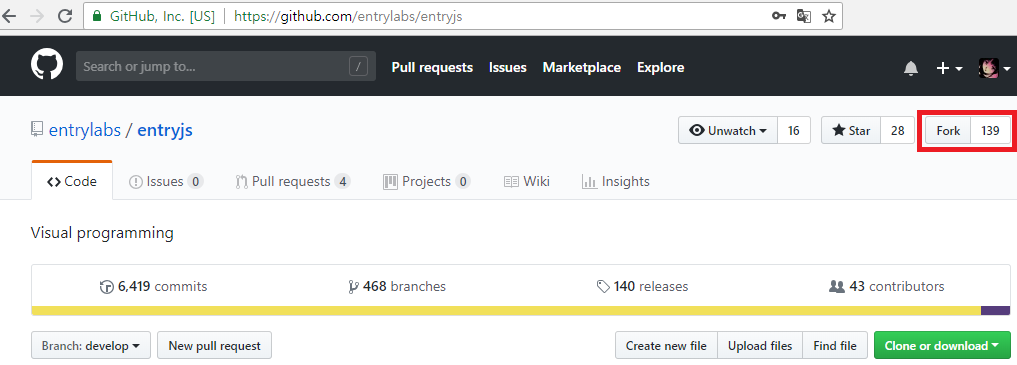 GitHub, Inc. [US] https://github.com/entrylabs/entryjs
Search or jump to... / Pull requests Issues Marketplace Explore
entrylabs / entryjs Unwatch 16 Star 28 Fork 139
Code Issues 0 Pull requests 4 Projects 0 Wiki Insights
Visual programming
6,419 commits 468 branches 140 releases 43 contributors
Branch: develop New pull request Create new file Upload files Find file Clone or download